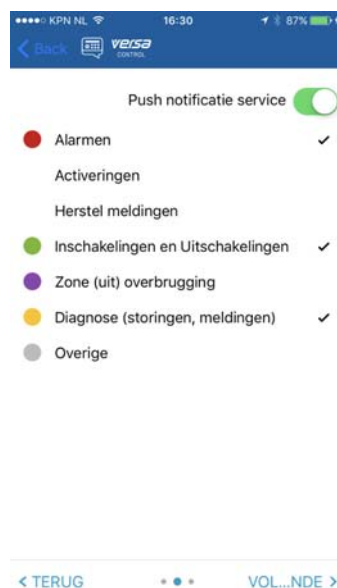 KPN NL 16:30 87%
Back VERSA CONTROL
Push notificatie service
Alarmen
Activeringen
Herstel meldingen
Inschakelingen en Uitschakelingen
Zone (uit) overbrugging
Diagnose (storingen, meldingen)
Overige
< TERUG VOL...NDE >